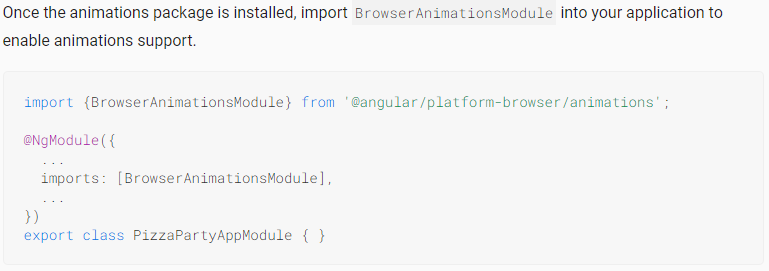 Once the animations package is installed, import BrowserAnimationsModule into your application to
enable animations support.
import {BrowserAnimationsModule} from '@angular/platform-browser/animations';
@NgModule({
  ...
  imports: [BrowserAnimationsModule],
  ...
})
export class PizzaPartyAppModule { }